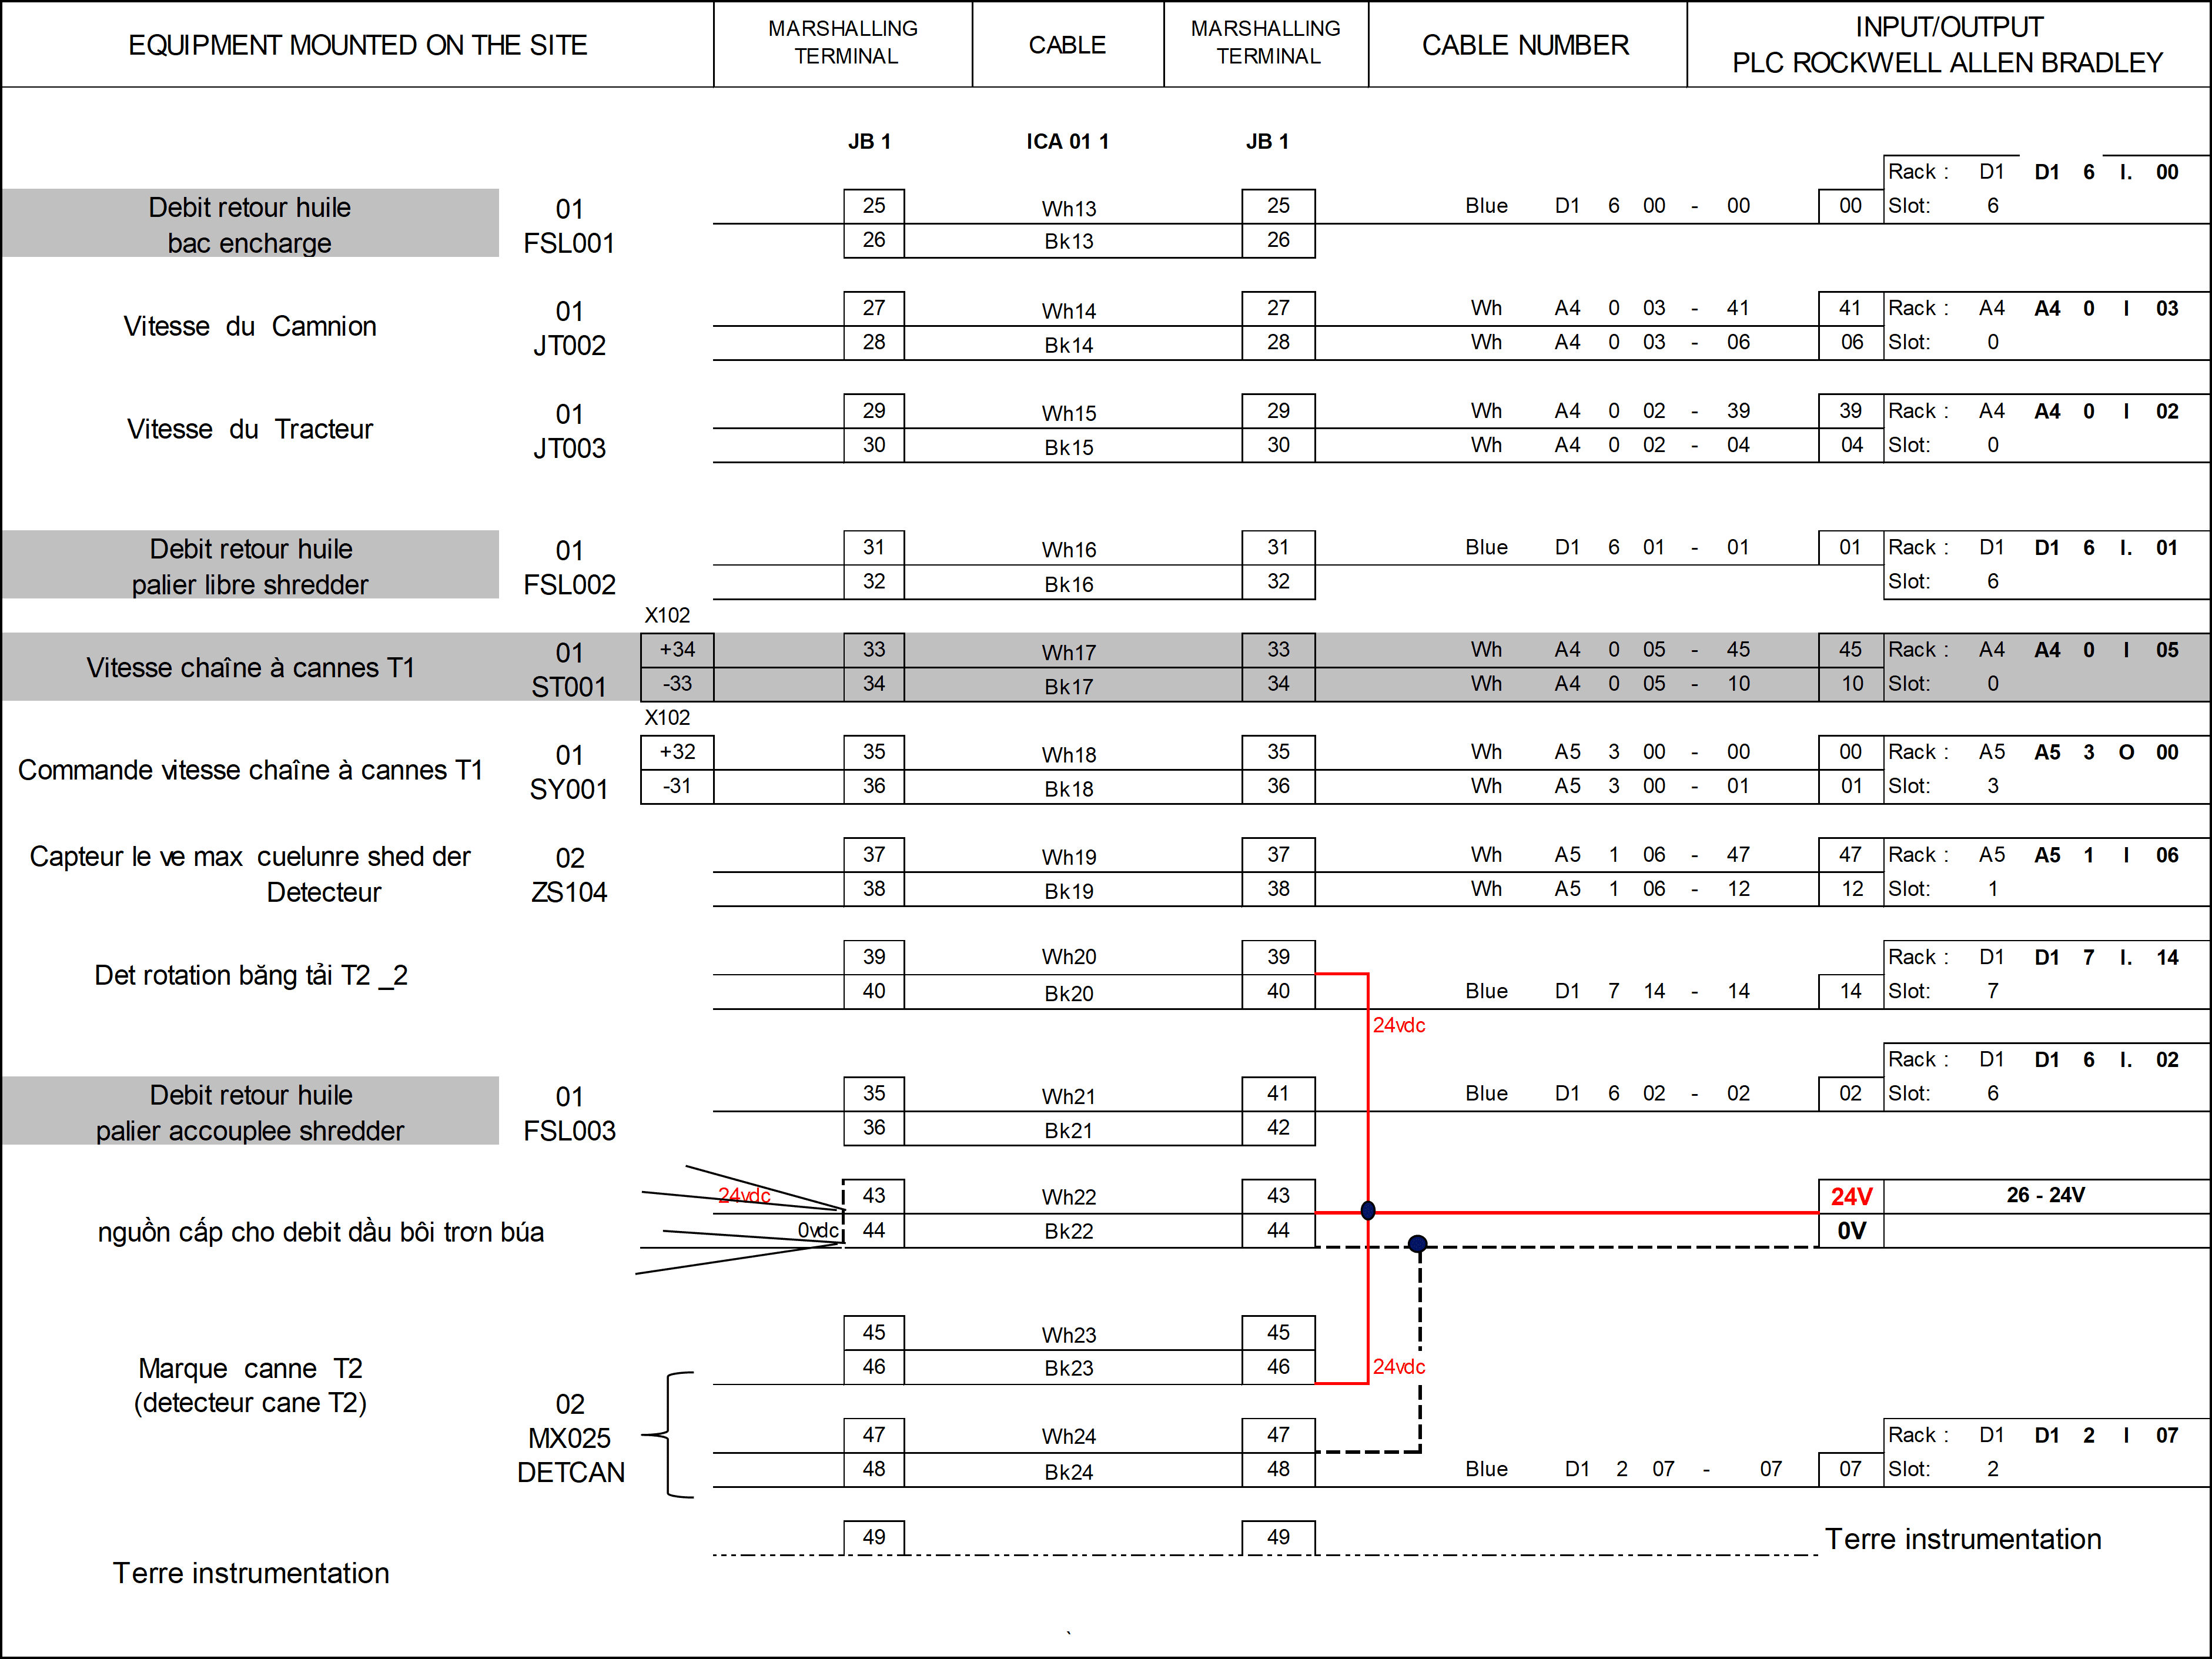 EQUIPMENT MOUNTED ON THE SITE
MARSHALLING
TERMINAL
CABLE
MARSHALLING
TERMINAL
CABLE NUMBER
INPUT/OUTPUT
PLC ROCKWELL ALLEN BRADLEY
JB 1 ICA 01 1 JB 1
Rack : D1 D1 6 I. 00
Debit retour huile 01 25 Wh13 25 Blue D1 6 00 - 00 00 Slot: 6
bac encharge FSL001 26 Bk13 26
Vitesse du Camnion
01 27 Wh14 27 Wh A4 0 03 - 41 41 Rack : A4 A4 0 I 03
JT002 28 Bk14 28 Wh A4 0 03 - 06 06 Slot: 0
Vitesse du Tracteur
01 29 Wh15 29 Wh A4 0 02 - 39 39 Rack : A4 A4 0 I 02
JT003 30 Bk15 30 Wh A4 0 02 - 04 04 Slot: 0
Debit retour huile 01 31 Wh16 31 Blue D1 6 01 - 01 01 Rack : D1 D1 6 I. 01
palier libre shredder FSL002 32 Bk16 32 Slot: 6
X102
Vitesse chaîne à cannes T1
01 +34 33 Wh17 33 Wh A4 0 05 - 45 45 Rack : A4 A4 0 I 05
ST001 -33 34 Bk17 34 Wh A4 0 05 - 10 10 Slot: 0
X102
Commande vitesse chaîne à cannes T1
01 +32 35 Wh18 35 Wh A5 3 00 - 00 00 Rack : A5 A5 3 O 00
SY001 -31 36 Bk18 36 Wh A5 3 00 - 01 01 Slot: 3
Capteur le ve max cuelunre shed der 02 37 Wh19 37 Wh A5 1 06 - 47 47 Rack : A5 A5 1 I 06
Detecteur ZS104 38 Bk19 38 Wh A5 1 06 - 12 12 Slot: 1
Det rotation băng tải T2 _2
39 Wh20 39 Rack : D1 D1 7 I. 14
40 Bk20 40 Blue D1 7 14 - 14 14 Slot: 7
24vdc
Rack : D1 D1 6 I. 02
Debit retour huile 01 35 Wh21 41 Blue D1 6 02 - 02 02 Slot: 6
palier accouplee shredder FSL003 36 Bk21 42
24vdc 43 Wh22 43 24V 26 - 24V
nguồn cấp cho debit dầu bôi trơn búa 0vdc 44 Bk22 44 0V
45 Wh23 45
Marque canne T2 46 Bk23 46 24vdc
(detecteur cane T2)
02
MX025 47 Wh24 47 Rack : D1 D1 2 I 07
DETCAN 48 Bk24 48 Blue D1 2 07 - 07 07 Slot: 2
49 49 Terre instrumentation
Terre instrumentation
`